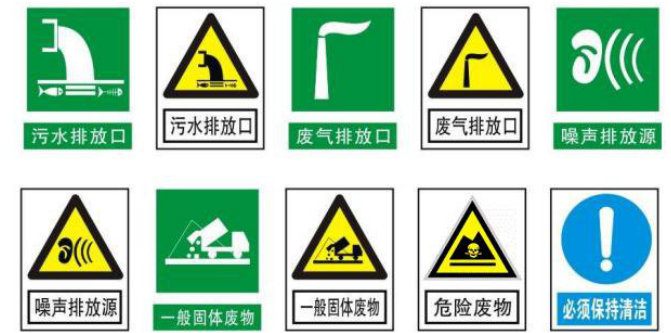 污水排放口
污水排放口
废气排放口
废气排放口
噪声排放源
噪声排放源
一般固体废物
一般固体废物
危险废物
必须保持清洁